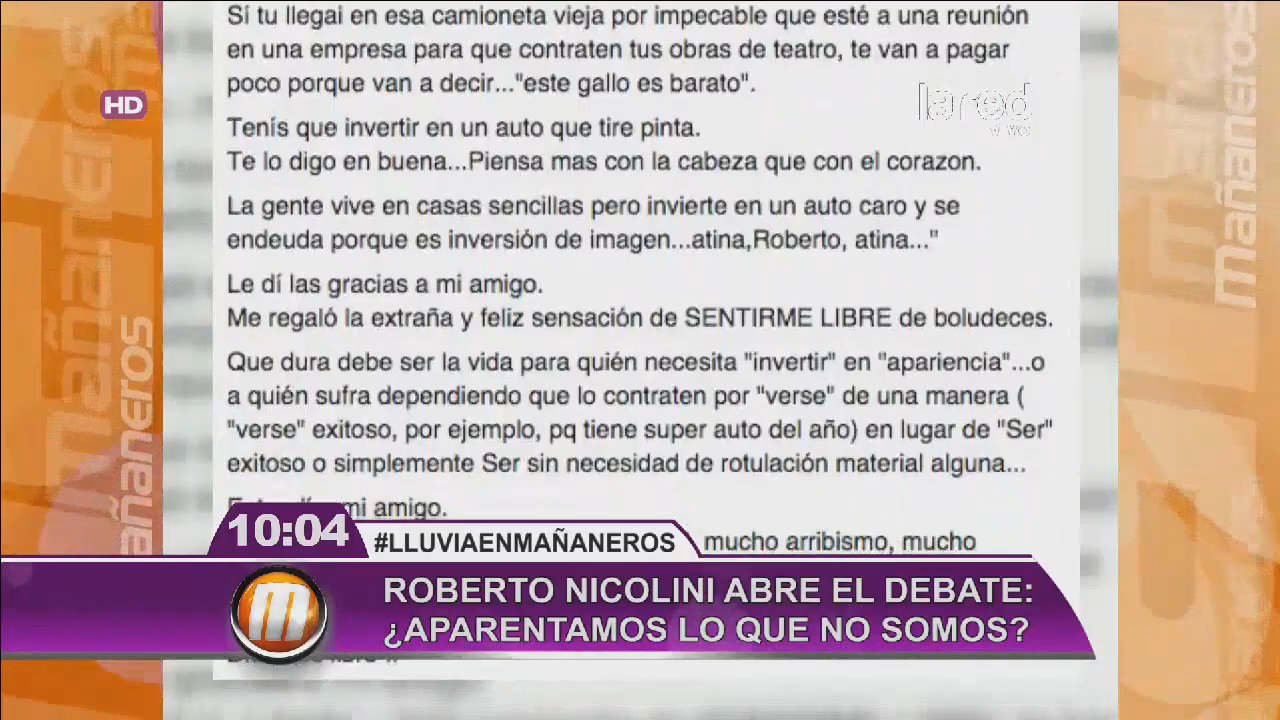 Sí tu llegai en esa camioneta vieja por impecable que esté a una reunión
en una empresa para que contraten tus obras de teatro, te van a pagar
poco porque van a decir..."este gallo es barato".
HD
la red
vivo
Tenís que invertir en un auto que tire pinta.
Te lo digo en buena...Piensa mas con la cabeza que con el corazon.
La gente vive en casas sencillas pero invierte en un auto caro y se
endeuda porque es inversión de imagen...atina,Roberto, atina..."
Le dí las gracias a mi amigo.
Me regaló la extraña y feliz sensación de SENTIRME LIBRE de boludeces.
Que dura debe ser la vida para quién necesita "invertir" en "apariencia"...o
a quién sufra dependiendo que lo contraten por "verse" de una manera (
"verse" exitoso, por ejemplo, pq tiene super auto del año) en lugar de "Ser"
exitoso o simplemente Ser sin necesidad de rotulación material alguna...
mi amigo.
mucho arribismo, mucho
10:04
#LLUVIAENMAÑANEROS
M
ROBERTO NICOLINI ABRE EL DEBATE:
¿APARENTAMOS LO QUE NO SOMOS?
mañaneros
mañaneros
mañaneros